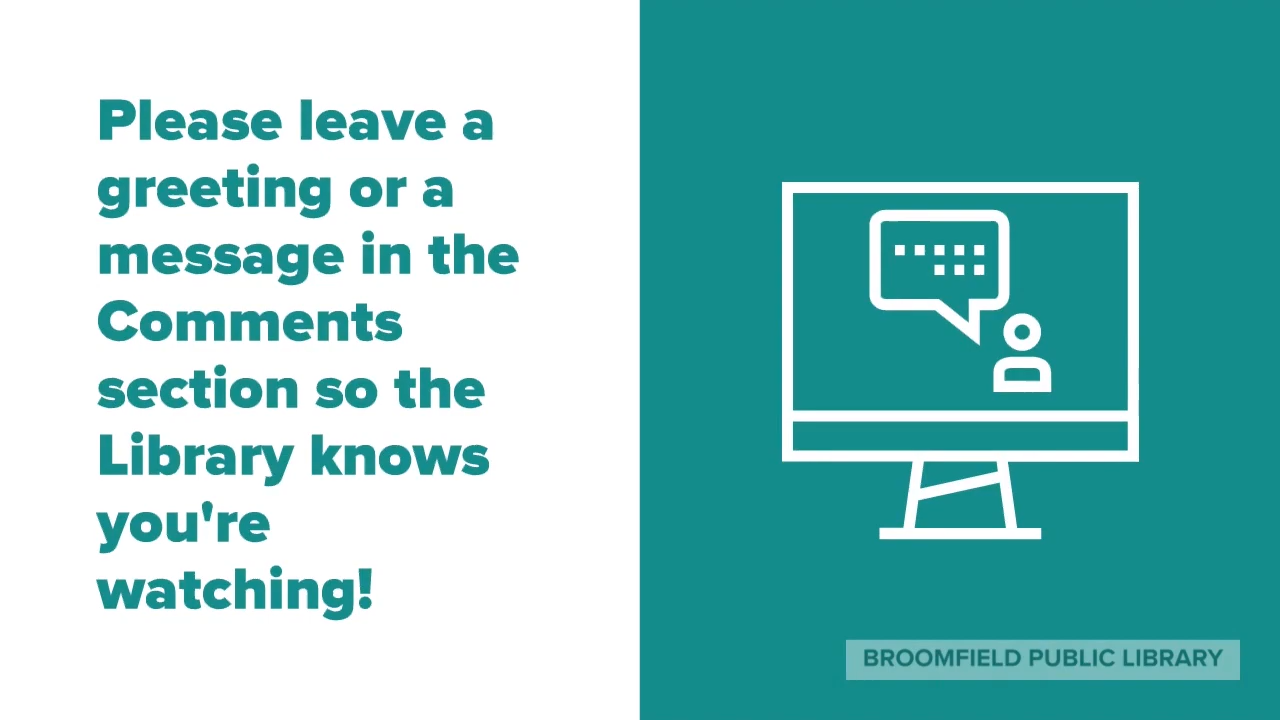 Please leave a
greeting or a
message in the
Comments
section so the
Library knows
you're
watching!
BROOMFIELD PUBLIC LIBRARY